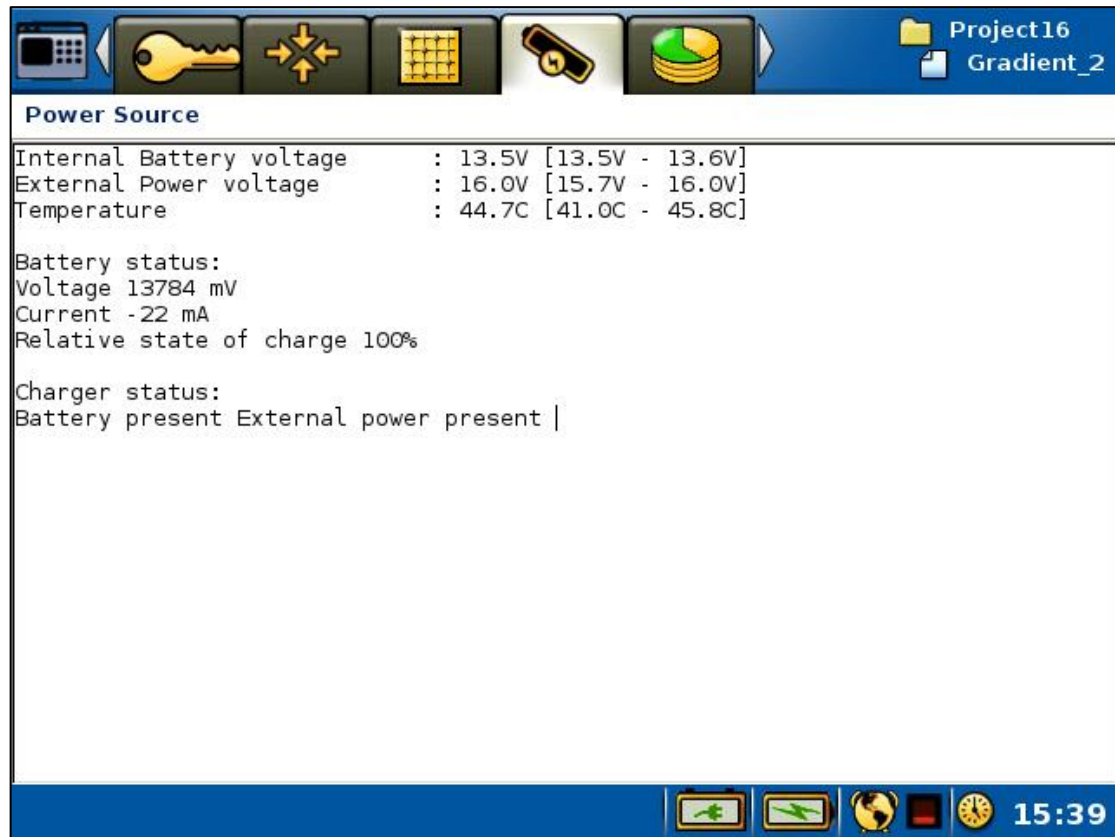 Project16
Gradient_2
Power Source
Internal Battery voltage : 13.5V [13.5V - 13.6V]
External Power voltage : 16.0V [15.7V - 16.0V]
Temperature : 44.7C [41.0C - 45.8C]
Battery status:
Voltage 13784 mV
Current -22 mA
Relative state of charge 100%
Charger status:
Battery present External power present
15:39